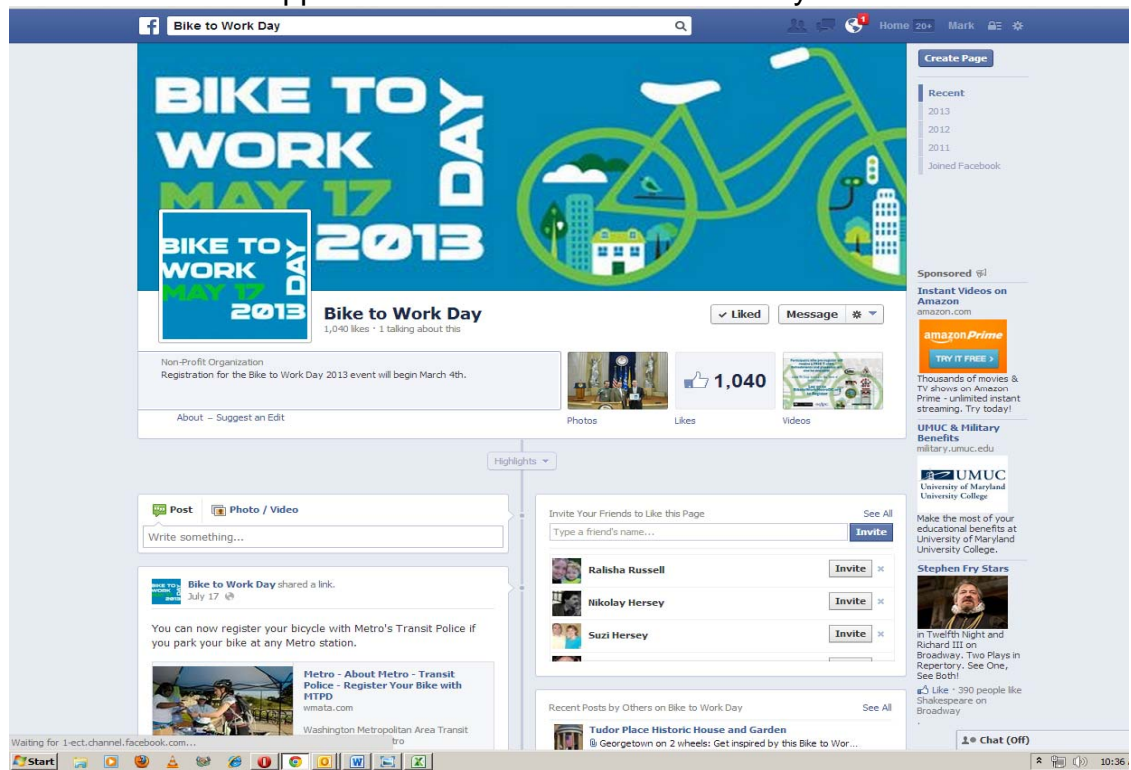 Bike to Work Day
1
Home 20+ Mark
BIKE TO
WORK
DAY
MAY 17
2013
BIKE TO
WORK
DAY
MAY 17
2013
Bike to Work Day
1,040 likes · 1 talking about this
✓ Liked
Message
Non-Profit Organization
Registration for the Bike to Work Day 2013 event will begin March 4th.
About – Suggest an Edit
Photos
1,040
Likes
Videos
Highlights
Post
Photo / Video
Write something...
Bike to Work Day shared a link.
July 17
You can now register your bicycle with Metro's Transit Police if
you park your bike at any Metro station.
Metro - About Metro - Transit
Police - Register Your Bike with
MTPD
wmata.com
Washington Metropolitan Area Transit
Invite Your Friends to Like this Page
See All
Type a friend's name...
Invite
Ralisha Russell
Invite ×
Nikolay Hersey
Invite ×
Suzi Hersey
Invite ×
Recent Posts by Others on Bike to Work Day
See All
Tudor Place Historic House and Garden
Georgetown on 2 wheels: Get inspired by this Bike to Wor...
Create Page
Recent
2013
2012
2011
Joined Facebook
Sponsored
Instant Videos on
Amazon
amazon.com
amazon Prime
TRY IT FREE >
Thousands of movies &
TV shows on Amazon
Prime - unlimited instant
streaming. Try today!
UMUC & Military
Benefits
military.umuc.edu
UMUC
University of Maryland
University College
Make the most of your
educational benefits at
University of Maryland
University College.
Stephen Fry Stars
in Twelfth Night and
Richard III on
Broadway. Two Plays in
Repertory. See One,
See Both!
Like · 390 people like
Shakespeare on
Broadway
Chat (Off)
Waiting for 1-ect.channel.facebook.com...
Start
10:36